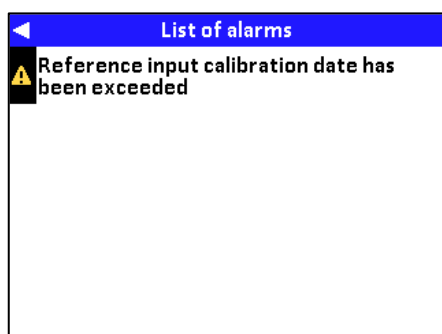 List of alarms
Reference input calibration date has
been exceeded